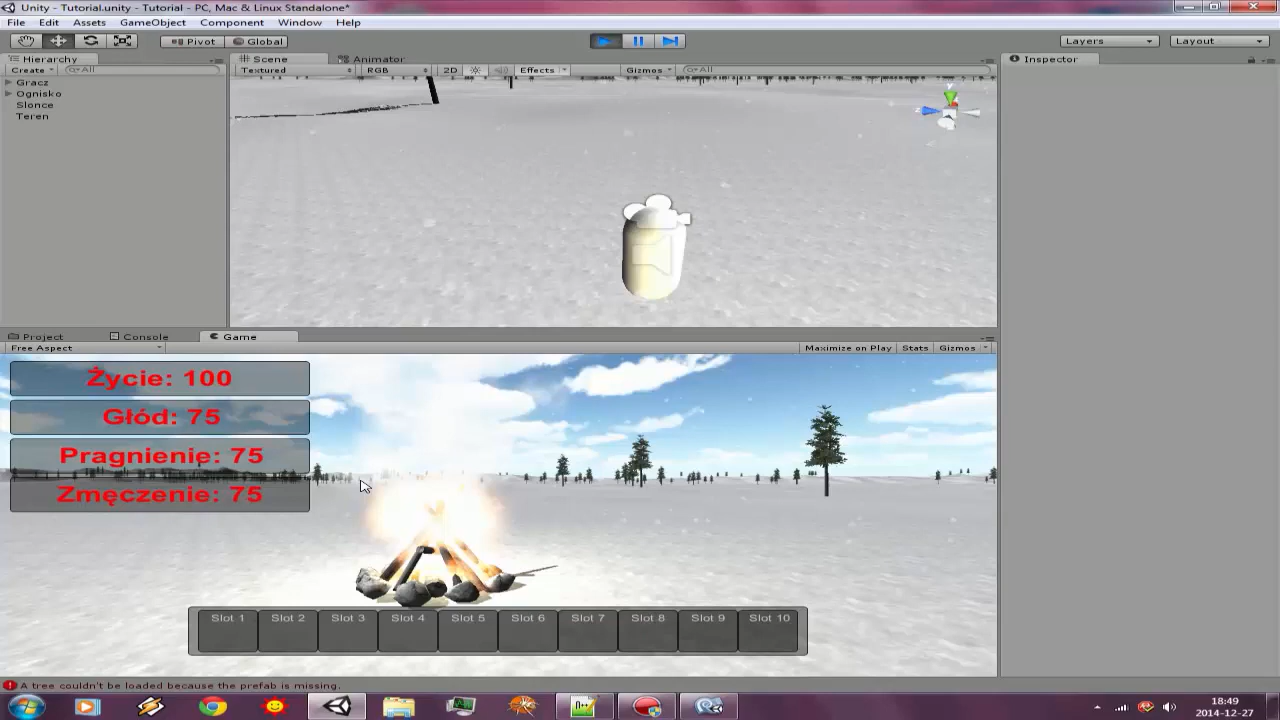 Unity - Tutorial.unity - Tutorial - PC, Mac & Linux Standalone*
File Edit Assets GameObject Component Window Help
Pivot Global Layers Layout
Hierarchy
Create All
Gracz
Ognisko
Slonce
Teren
Scene Animator
Textured RGB 2D Effects Gizmos All
y
z
Inspector
Project Console Game
Free Aspect Maximize on Play Stats Gizmos
Życie: 100
Głód: 75
Pragnienie: 75
Zmęczenie: 75
Slot 1 Slot 2 Slot 3 Slot 4 Slot 5 Slot 6 Slot 7 Slot 8 Slot 9 Slot 10
A tree couldn't be loaded because the prefab is missing.
18:49
2014-12-27